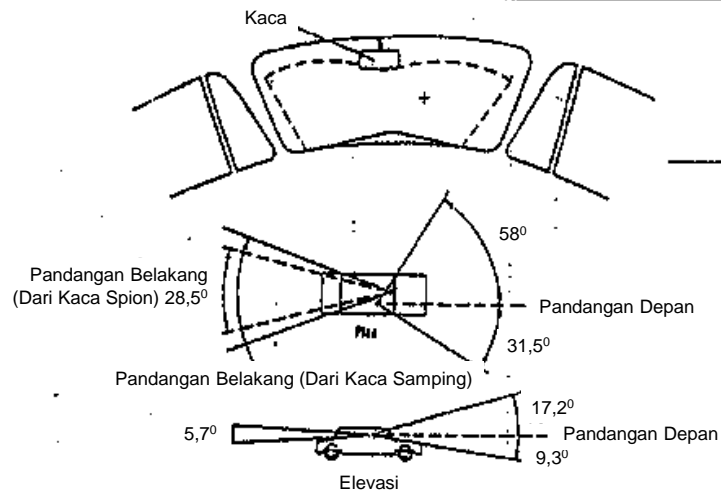 Kaca
58⁰
Pandangan Belakang
(Dari Kaca Spion) 28,5⁰
Pandangan Depan
Plan
31,5⁰
Pandangan Belakang (Dari Kaca Samping)
17,2⁰
5,7⁰
Pandangan Depan
9,3⁰
Elevasi